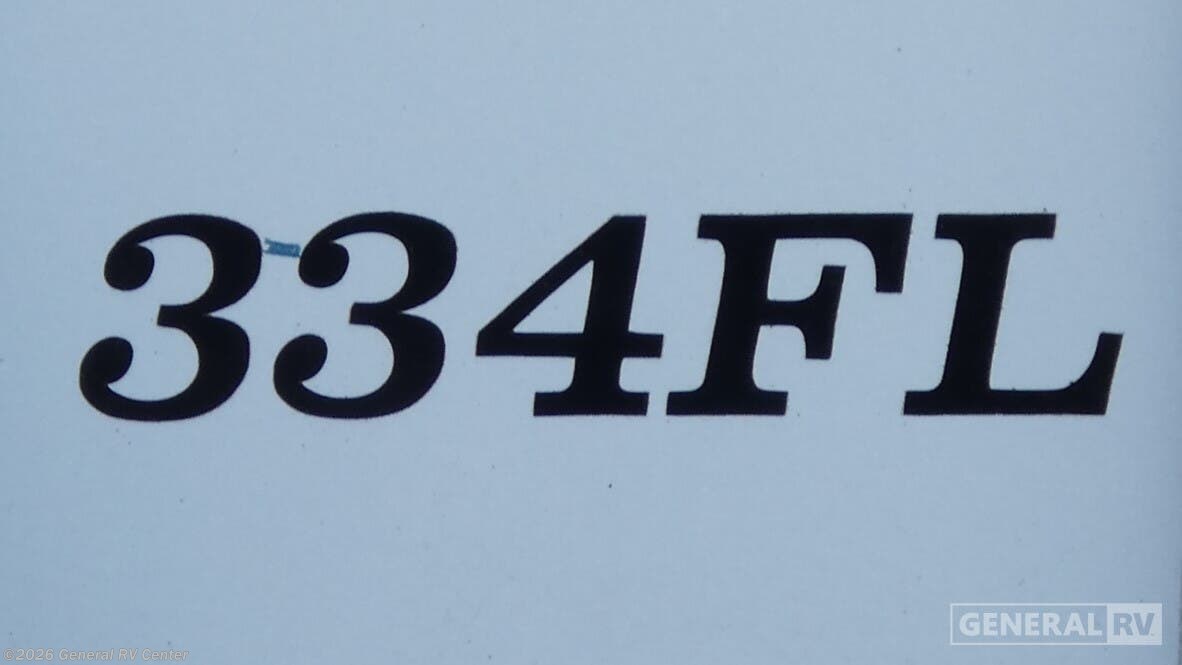 334FL
GENERAL RV
©2026 General RV Center